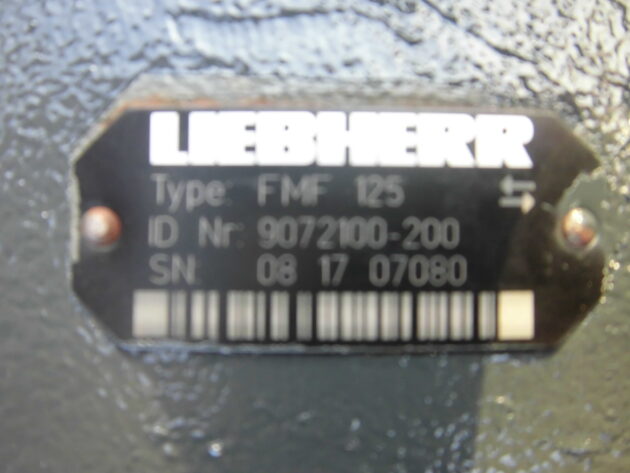 LIEBHERR
Type: FMF 125
ID Nr: 9072100-200
SN: 08 17 07080